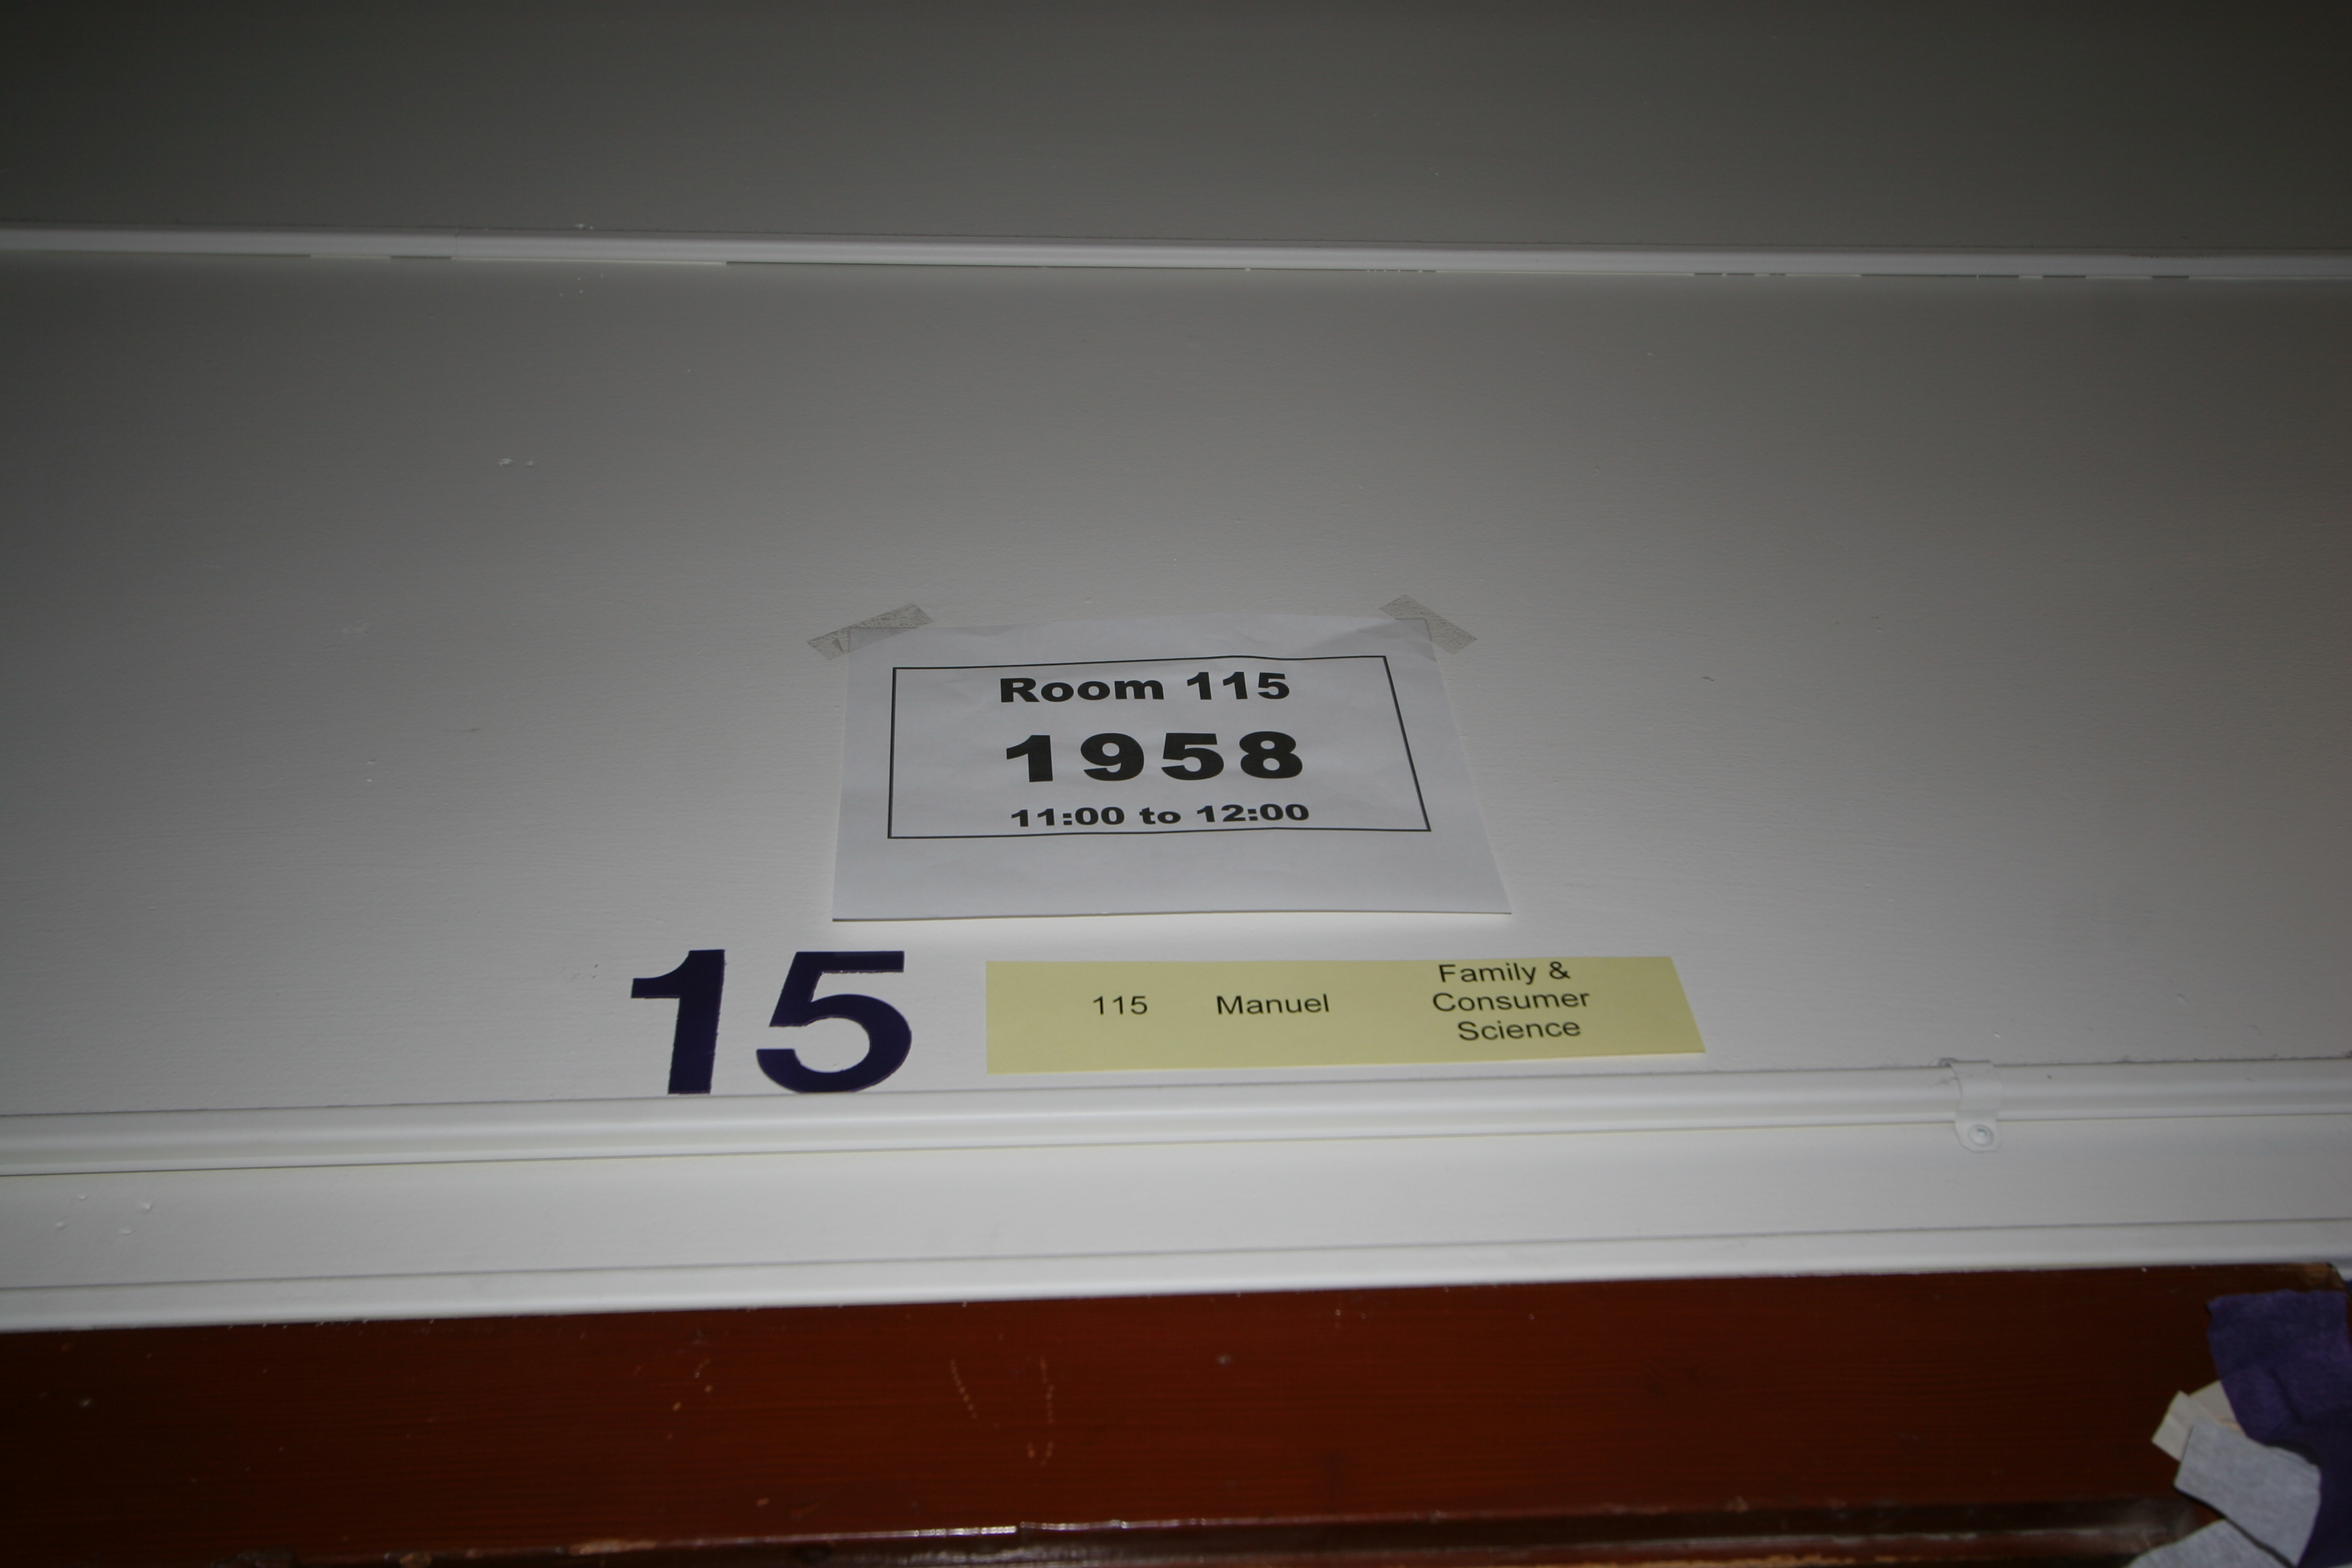 Room 115
1958
11:00 to 12:00
15
115 Manuel Family &
Consumer
Science